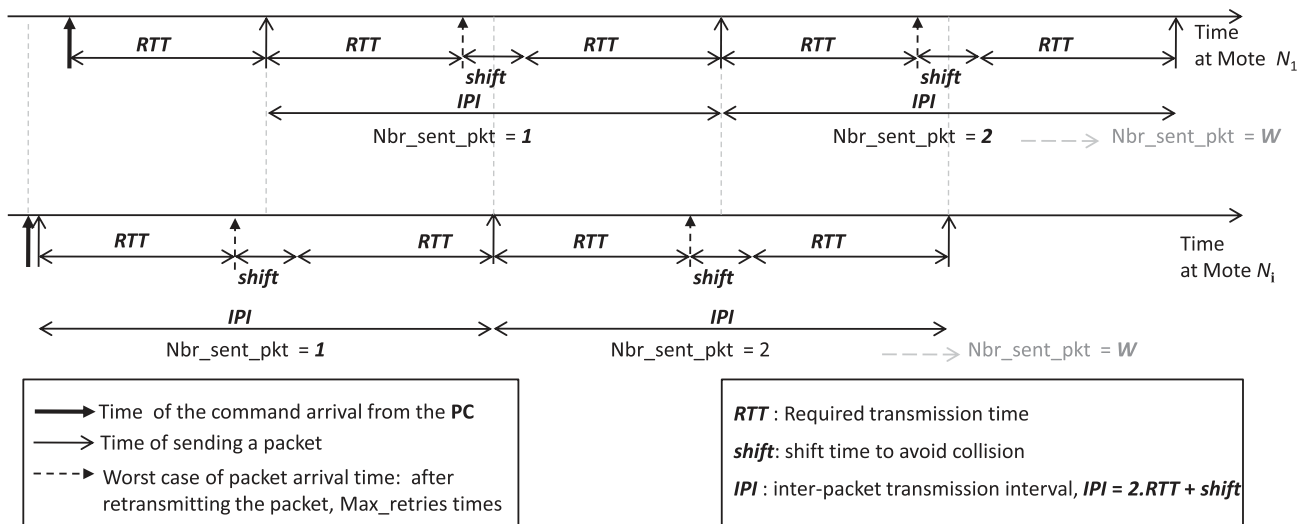 RTT RTT RTT RTT RTT
Time
at Mote N1
shift shift
IPI IPI
Nbr_sent_pkt = 1 Nbr_sent_pkt = 2 Nbr_sent_pkt = W
RTT RTT RTT RTT
Time
at Mote Ni
shift shift
IPI IPI
Nbr_sent_pkt = 1 Nbr_sent_pkt = 2 Nbr_sent_pkt = W
Time of the command arrival from the PC
Time of sending a packet
Worst case of packet arrival time: after
retransmitting the packet, Max_retries times
RTT : Required transmission time
shift: shift time to avoid collision
IPI : inter-packet transmission interval, IPI = 2.RTT + shift